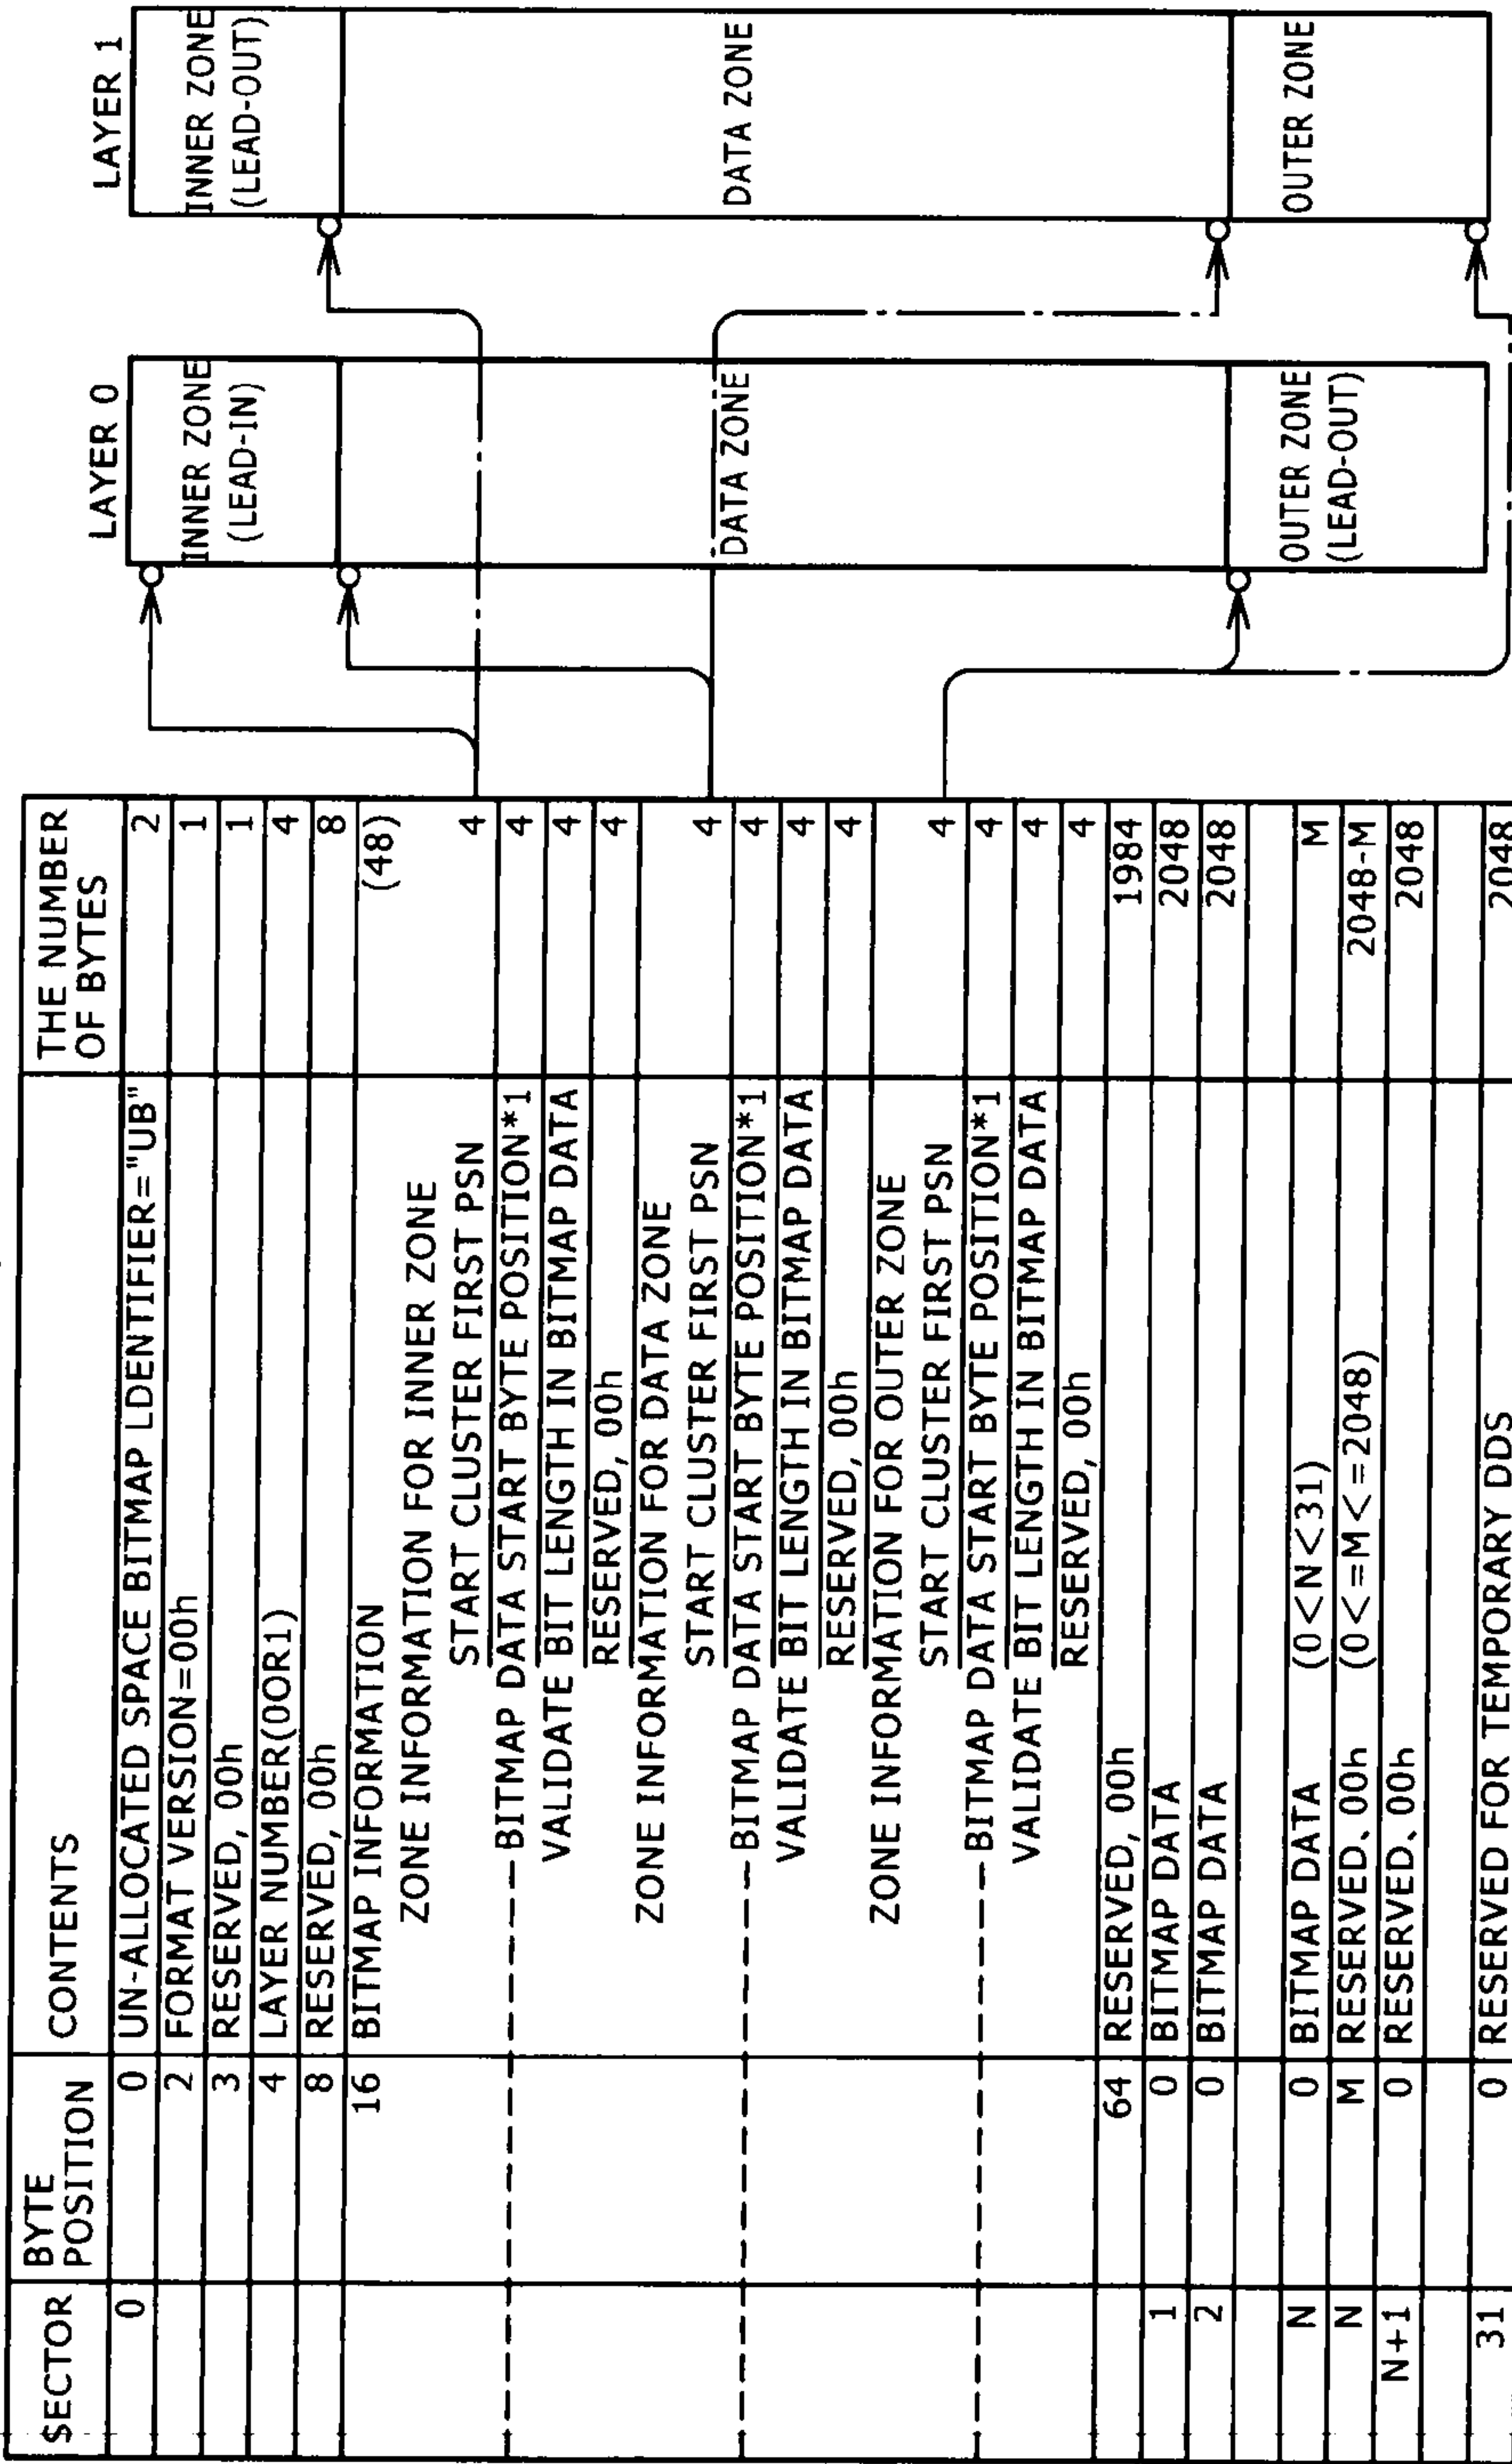 SECTOR
BYTE
POSITION
CONTENTS
THE NUMBER
OF BYTES
0 0 UN-ALLOCATED SPACE BITMAP LDENTIFIER="UB" 2
2 FORMAT VERSION=00h 1
3 RESERVED, 00h 1
4 LAYER NUMBER(0OR1) 4
8 RESERVED, 00h 8
16 BITMAP INFORMATION (48)
ZONE INFORMATION FOR INNER ZONE
START CLUSTER FIRST PSN 4
BITMAP DATA START BYTE POSITION*1 4
VALIDATE BIT LENGTH IN BITMAP DATA 4
RESERVED, 00h 4
ZONE INFORMATION FOR DATA ZONE
START CLUSTER FIRST PSN 4
BITMAP DATA START BYTE POSITION*1 4
VALIDATE BIT LENGTH IN BITMAP DATA 4
RESERVED, 00h 4
ZONE INFORMATION FOR OUTER ZONE
START CLUSTER FIRST PSN 4
BITMAP DATA START BYTE POSITION*1 4
VALIDATE BIT LENGTH IN BITMAP DATA 4
RESERVED, 00h 4
64 RESERVED, 00h 1984
1 0 BITMAP DATA 2048
2 0 BITMAP DATA 2048
N 0 BITMAP DATA (0<N<31) M
N M RESERVED, 00h (0<=M<=2048) 2048-M
N+1 0 RESERVED, 00h 2048
31 0 RESERVED FOR TEMPORARY DDS 2048
LAYER 0
INNER ZONE
(LEAD-IN)
DATA ZONE
OUTER ZONE
(LEAD-OUT)
LAYER 1
INNER ZONE
(LEAD-OUT)
DATA ZONE
OUTER ZONE